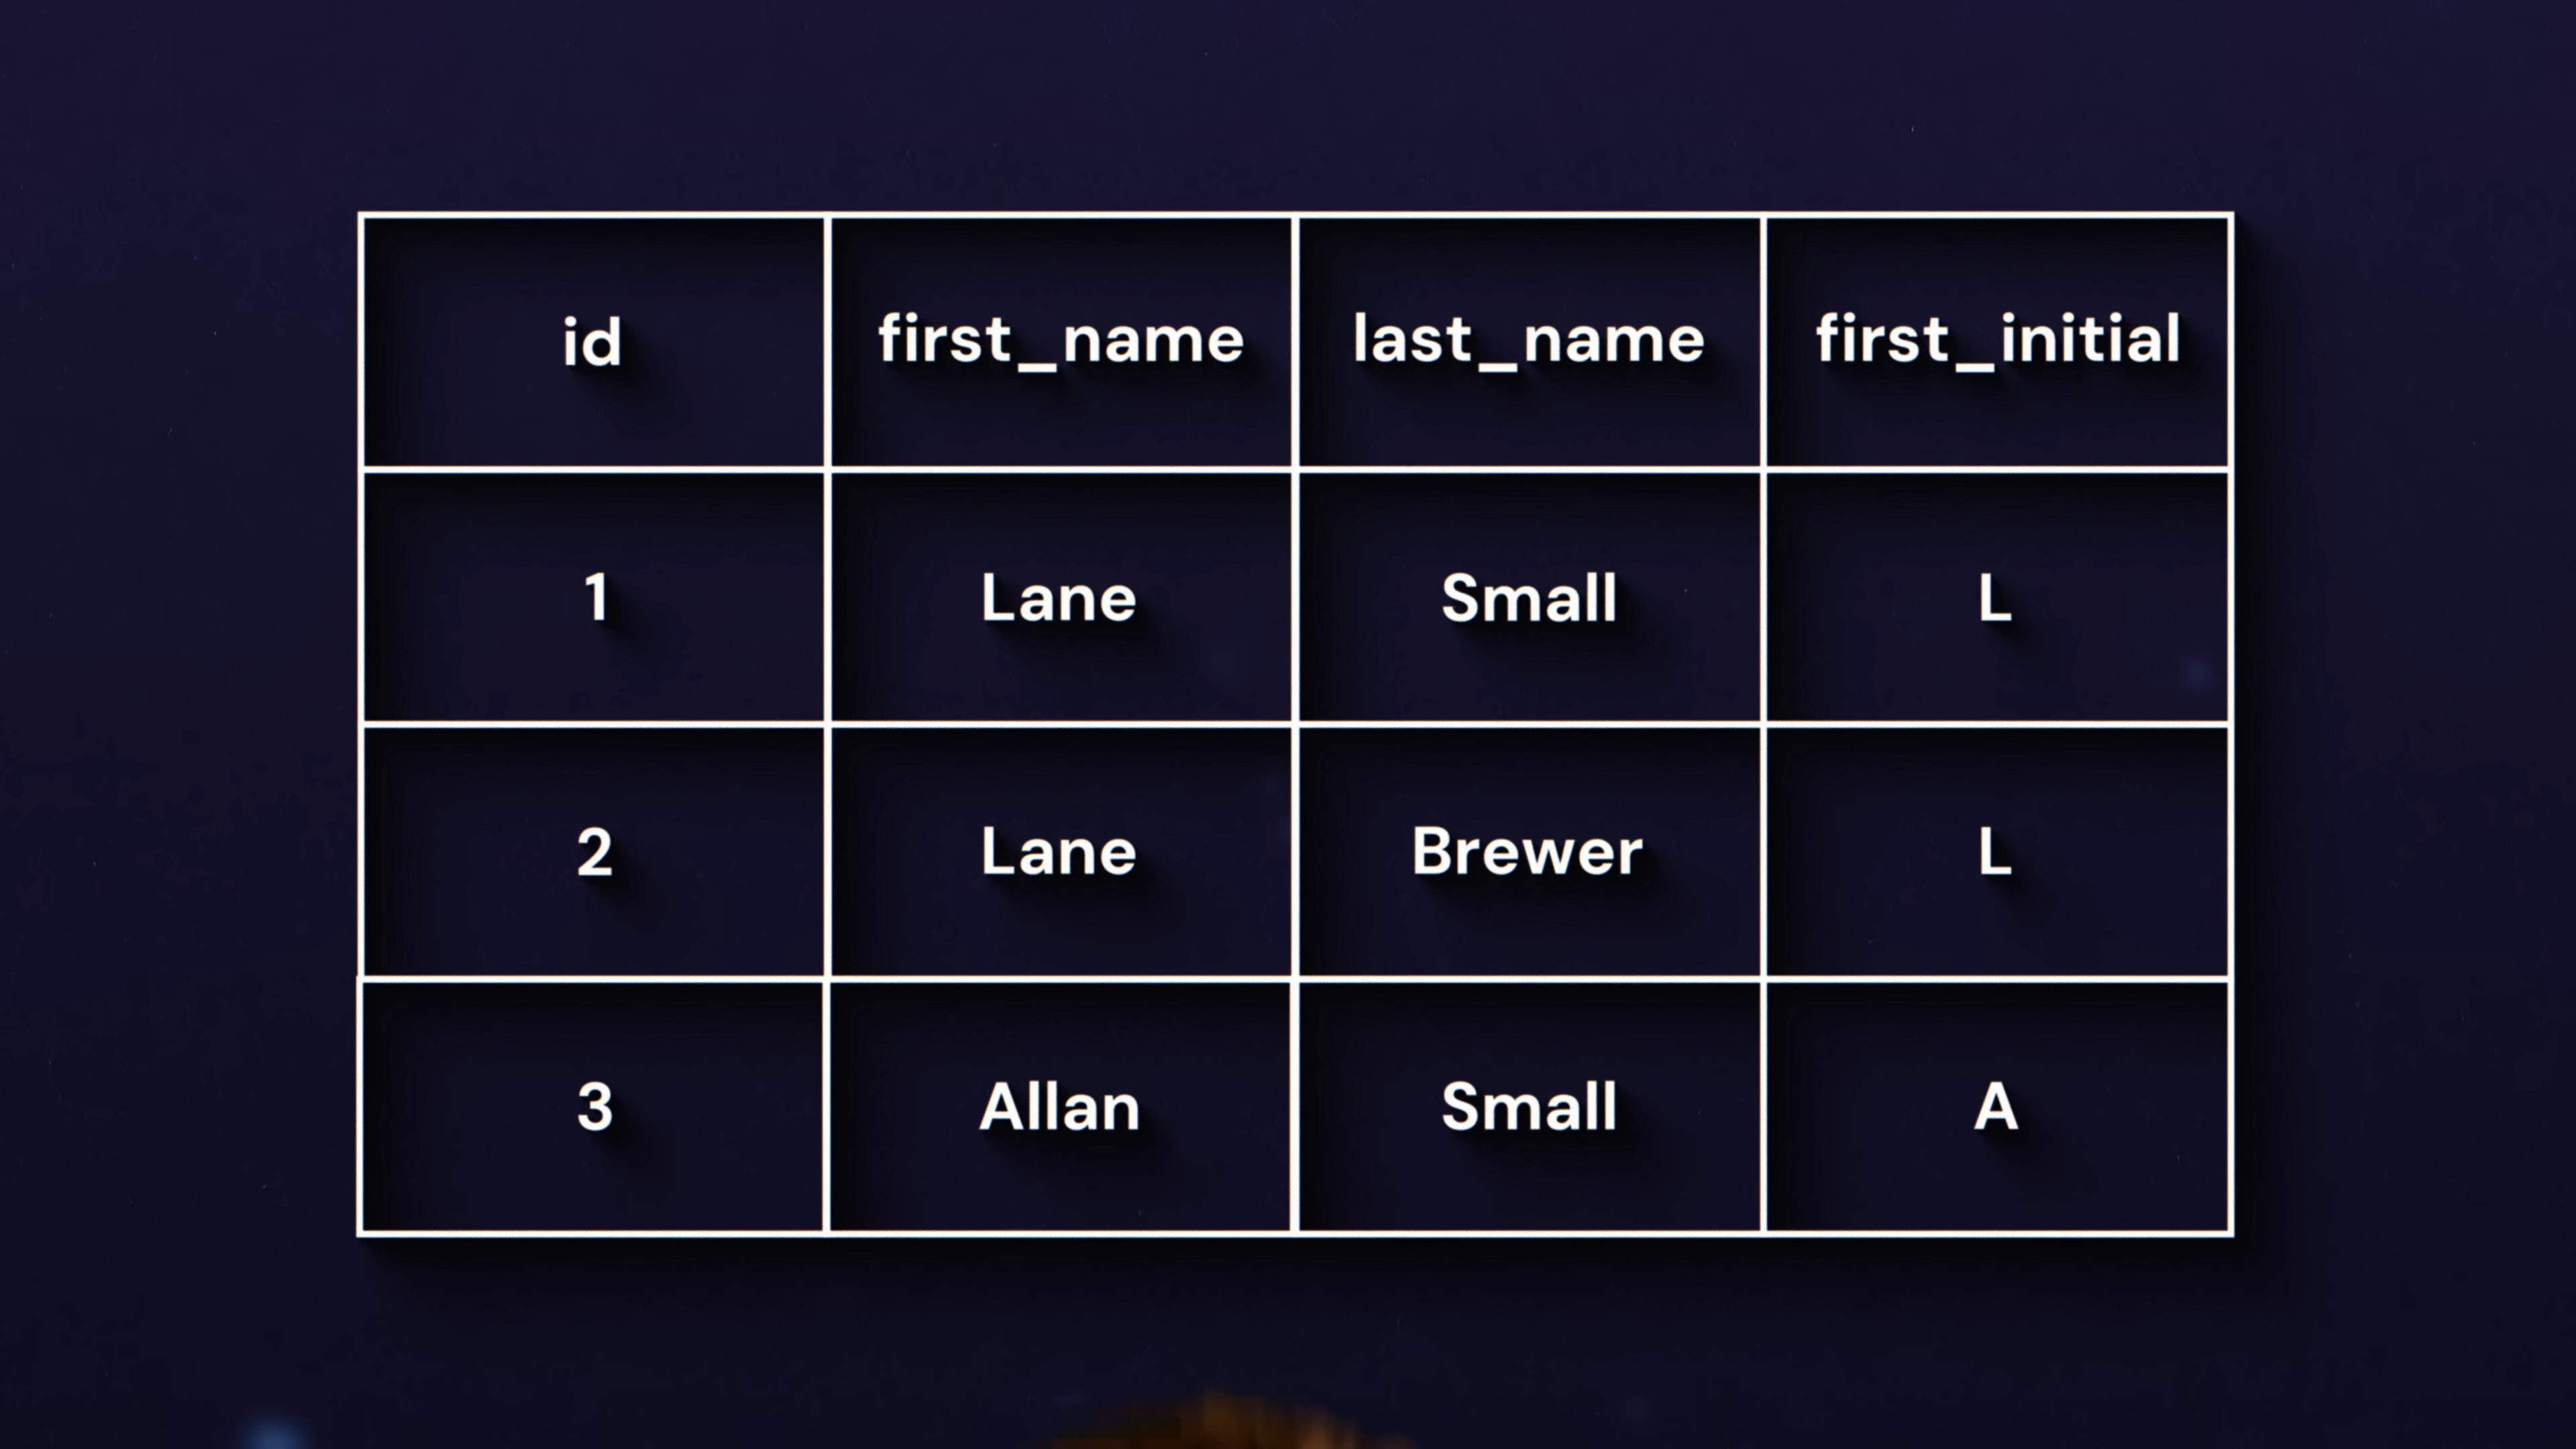 id first_name last_name first_initial
1 Lane Small L
2 Lane Brewer L
3 Allan Small A